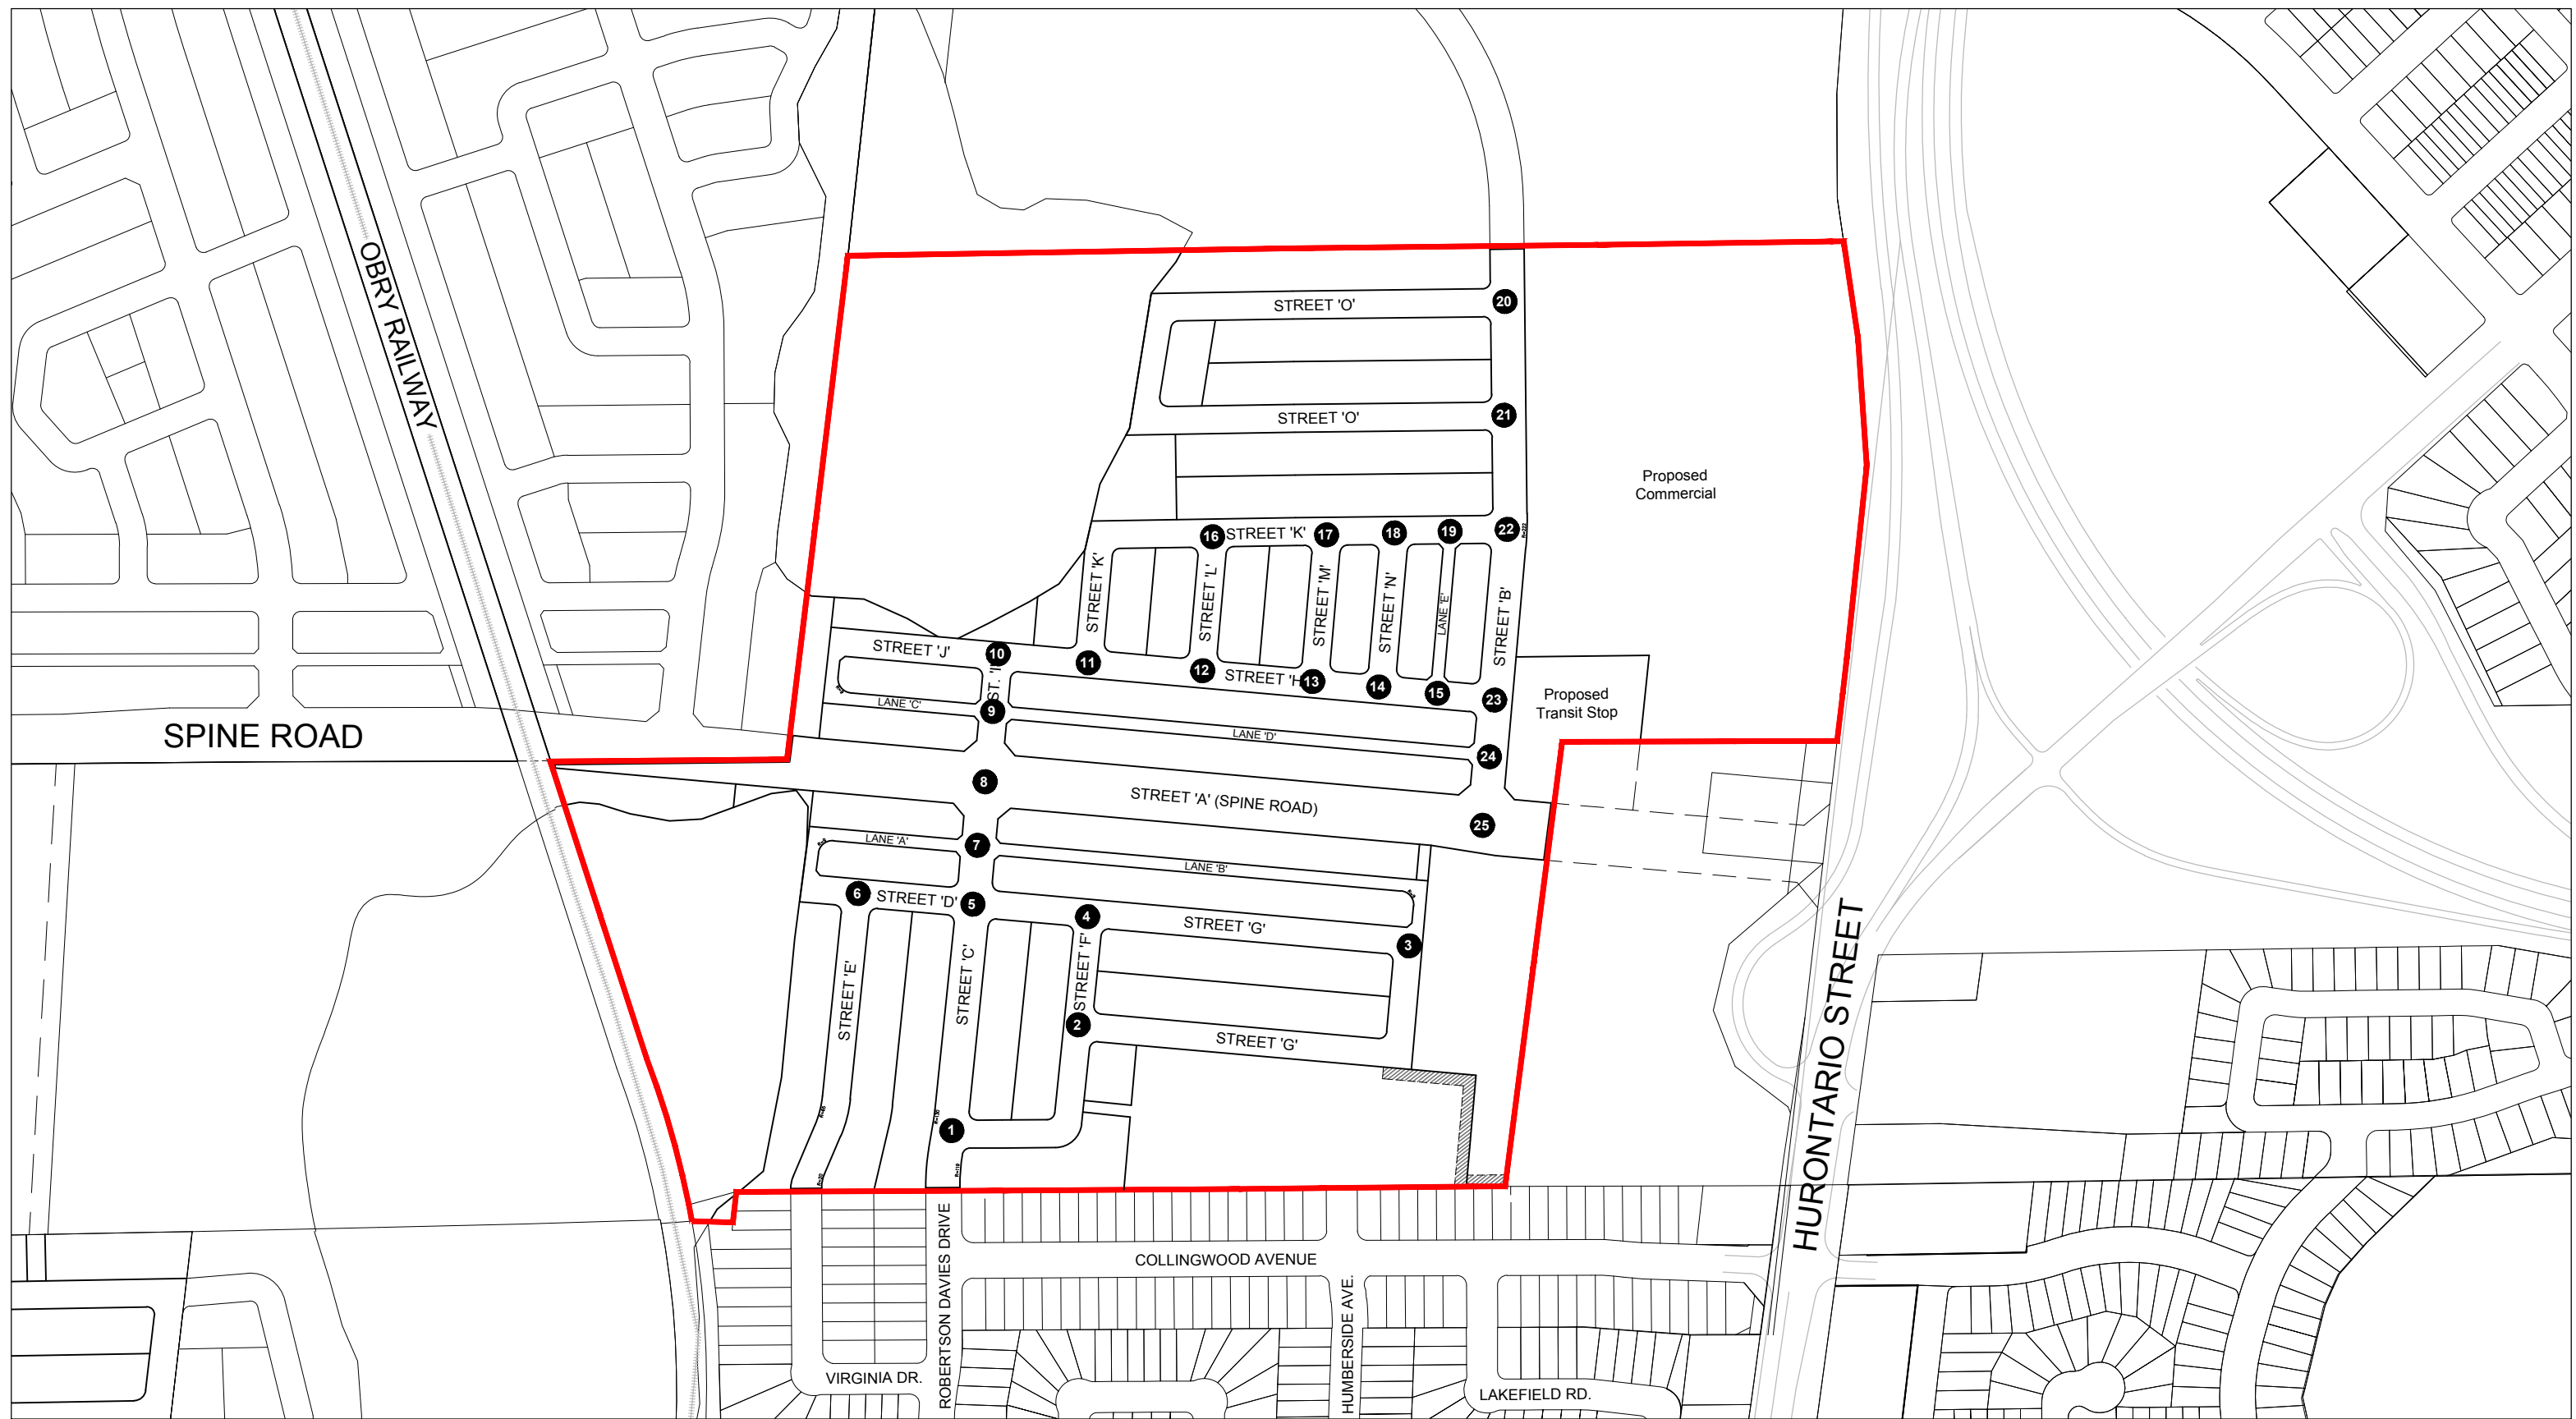 OBRY RAILWAY
STREET 'O'
20
STREET 'O'
21
Proposed
Commercial
16
STREET 'K'
17
18
19
22
R=222
STREET 'K'
STREET 'L'
STREET 'M'
STREET 'N'
LANE 'E'
STREET 'B'
STREET 'J'
10
11
12
STREET 'H'
13
14
15
23
Proposed
Transit Stop
ST. 'I'
LANE 'C'
9
SPINE ROAD
LANE 'D'
24
8
STREET 'A' (SPINE ROAD)
25
LANE 'A'
7
LANE 'B'
6
STREET 'D'
5
4
STREET 'G'
3
STREET 'E'
STREET 'C'
STREET 'F'
2
STREET 'G'
1
HURONTARIO STREET
ROBERTSON DAVIES DRIVE
COLLINGWOOD AVENUE
HUMBERSIDE AVE.
VIRGINIA DR.
LAKEFIELD RD.